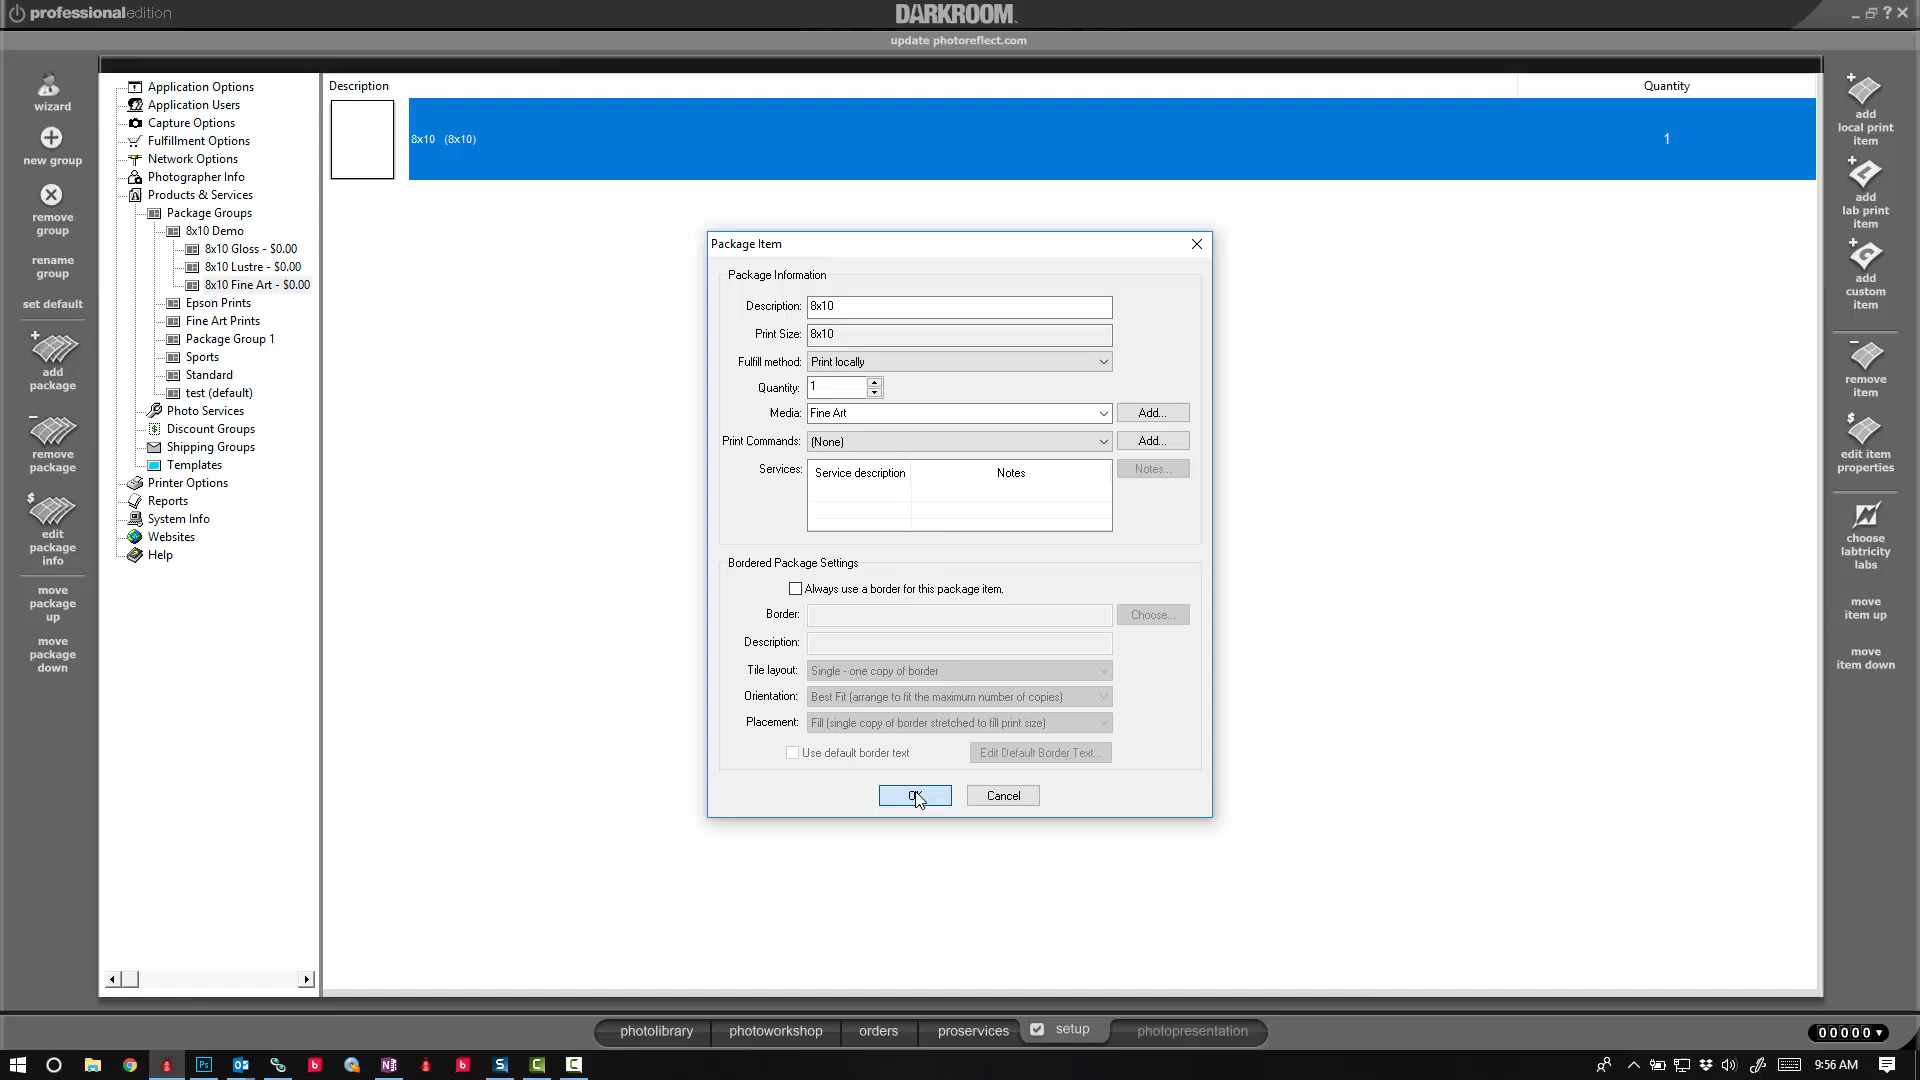 professionaledition
DARKROOM
update photoreflect.com
wizard
new group
remove
group
rename
group
set default
add
package
remove
package
edit
package
info
move
package
up
move
package
down
Application Options
Application Users
Capture Options
Fulfillment Options
Network Options
Photographer Info
Products & Services
Package Groups
8x10 Demo
8x10 Gloss - $0.00
8x10 Lustre - $0.00
8x10 Fine Art - $0.00
Epson Prints
Fine Art Prints
Package Group 1
Sports
Standard
test (default)
Photo Services
Discount Groups
Shipping Groups
Templates
Printer Options
Reports
System Info
Websites
Help
Description
Quantity
8x10 (8x10)
1
Package Item
Package Information
Description: 8x10
Print Size: 8x10
Fulfill method: Print locally
Quantity: 1
Media: Fine Art
Add...
Print Commands: (None)
Add...
Services:
Service description
Notes
Notes...
Bordered Package Settings
Always use a border for this package item.
Border:
Choose...
Description:
Tile layout: Single - one copy of border
Orientation: Best Fit (arrange to fit the maximum number of copies)
Placement: Fill (single copy of border stretched to fill print size)
Use default border text
Edit Default Border Text...
OK
Cancel
add
local print
item
add
lab print
item
add
custom
item
remove
item
edit item
properties
choose
labtricity
labs
move
item up
move
item down
photolibrary
photoworkshop
orders
proservices
setup
photopresentation
00000
9:56 AM